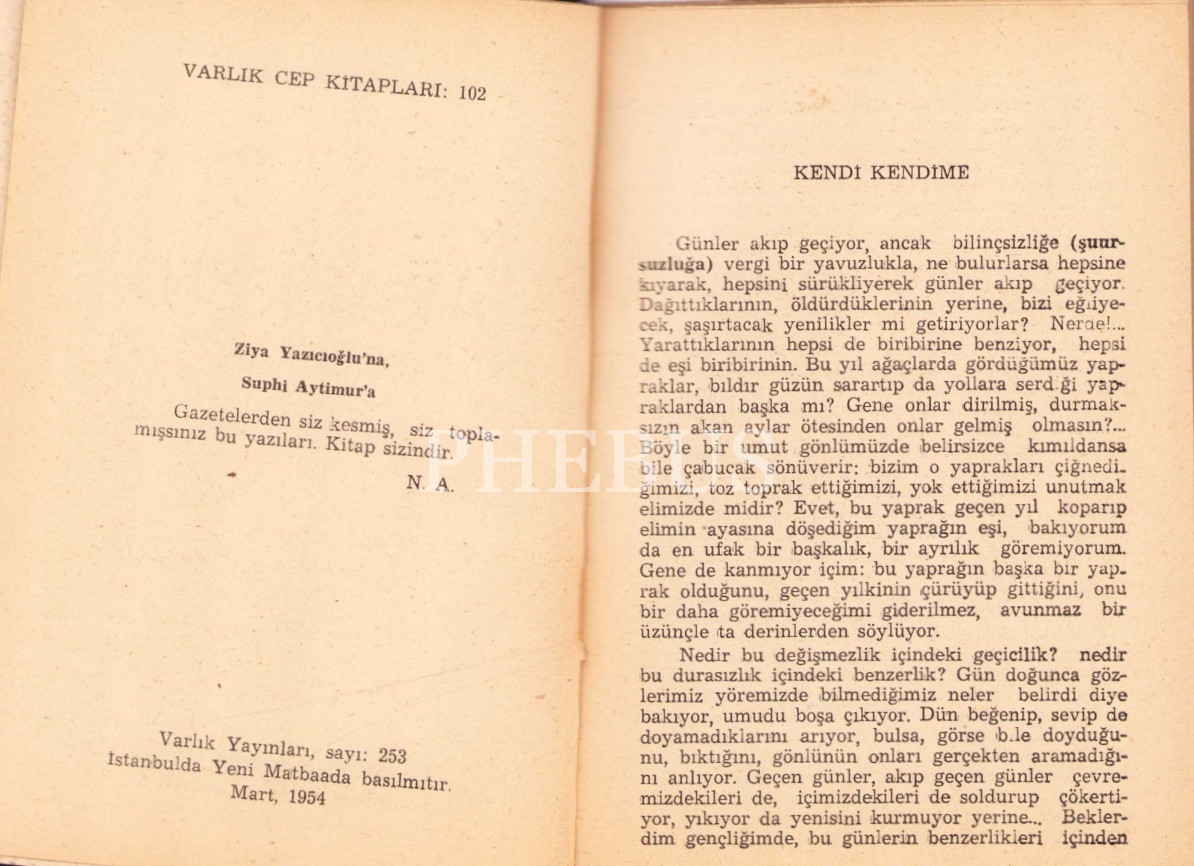 VARLIK CEP KİTAPLARI: 102
Ziya Yazıcıoğlu'na,
Suphi Aytimur'a
Gazetelerden siz kesmiş, siz topla-
mışsınız bu yazıları. Kitap sizindir.
N. A.
Varlık Yayınları, sayı: 253
İstanbulda Yeni Matbaada basılmıtır.
Mart, 1954
PHEBUS
KENDİ KENDİME
Günler akıp geçiyor, ancak bilinçsizliğe (şuur-
suzluğa) vergi bir yavuzlukla, ne bulurlarsa hepsine
kıyarak, hepsini sürükliyerek günler akıp geçiyor.
Dağıttıklarının, öldürdüklerinin yerine, bizi eğliye-
cek, şaşırtacak yenilikler mi getiriyorlar? Nerde!...
Yarattıklarının hepsi de biribirine benziyor, hepsi
de eşi biribirinin. Bu yıl ağaçlarda gördüğümüz yap-
raklar, bıldır güzün sarartıp da yollara serdiği yap-
raklardan başka mı? Gene onlar dirilmiş, durmak-
sızın akan aylar ötesinden onlar gelmiş olmasın?...
Böyle bir umut gönlümüzde belirsizce kımıldansa
bile çabucak sönüverir: bizim o yaprakları çiğnedi-
ğimizi, toz toprak ettiğimizi, yok ettiğimizi unutmak
elimizde midir? Evet, bu yaprak geçen yıl koparıp
elimin ayasına döşediğim yaprağın eşi, bakıyorum
da en ufak bir başkalık, bir ayrılık göremiyorum.
Gene de kanmıyor içim: bu yaprağın başka bir yap-
rak olduğunu, geçen yılkinin çürüyüp gittiğini, onu
bir daha göremiyeceğimi giderilmez, avunmaz bir
üzünçle ta derinlerden söylüyor.
Nedir bu değişmezlik içindeki geçicilik? nedir
bu durasızlık içindeki benzerlik? Gün doğunca göz-
lerimiz yöremizde bilmediğimiz neler belirdi diye
bakıyor, umudu boşa çıkıyor. Dün beğenip, sevip de
doyamadıklarını arıyor, bulsa, görse bile doyduğu-
nu, bıktığını, gönlünün onları gerçekten aramadığı-
nı anlıyor. Geçen günler, akıp geçen günler çevre-
mizdekileri de, içimizdekileri de soldurup çökerti-
yor, yıkıyor da yenisini kurmuyor yerine... Bekler-
dim gençliğimde, bu günlerin benzerlikleri içinden